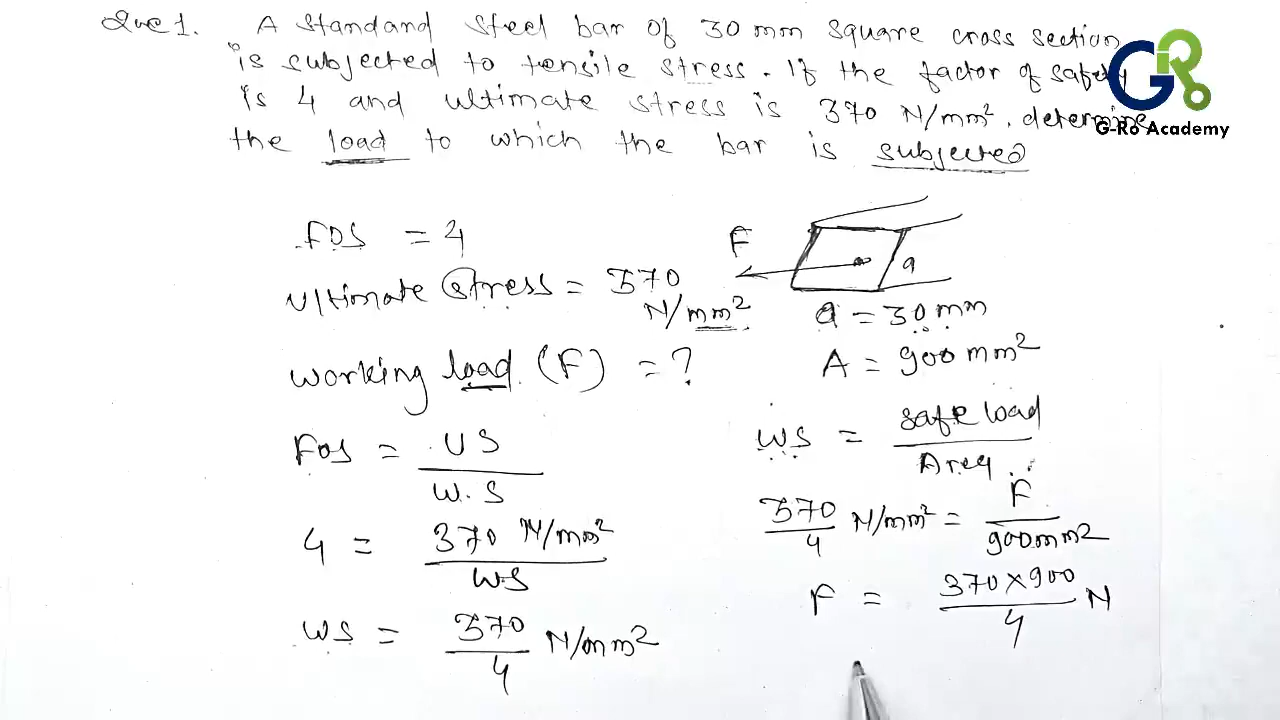 Que 1. A standard steel bar of 30 mm square cross section
is subjected to tensile stress. If the factor of safety
is 4 and ultimate stress is 370 N/mm², determine
the load to which the bar is subjected
GRO
G-Ro Academy
FOS = 4
Ultimate Stress = 370
N/mm²
working load (F) = ?
FOS = US
W.S
4 = 370 N/mm²
WS
WS = 370 N/mm²
4
F
a
a = 30 mm
A = 900 mm²
WS = safe load
Area
370 N/mm² = F
4 900mm2
F = 370×900 N
4